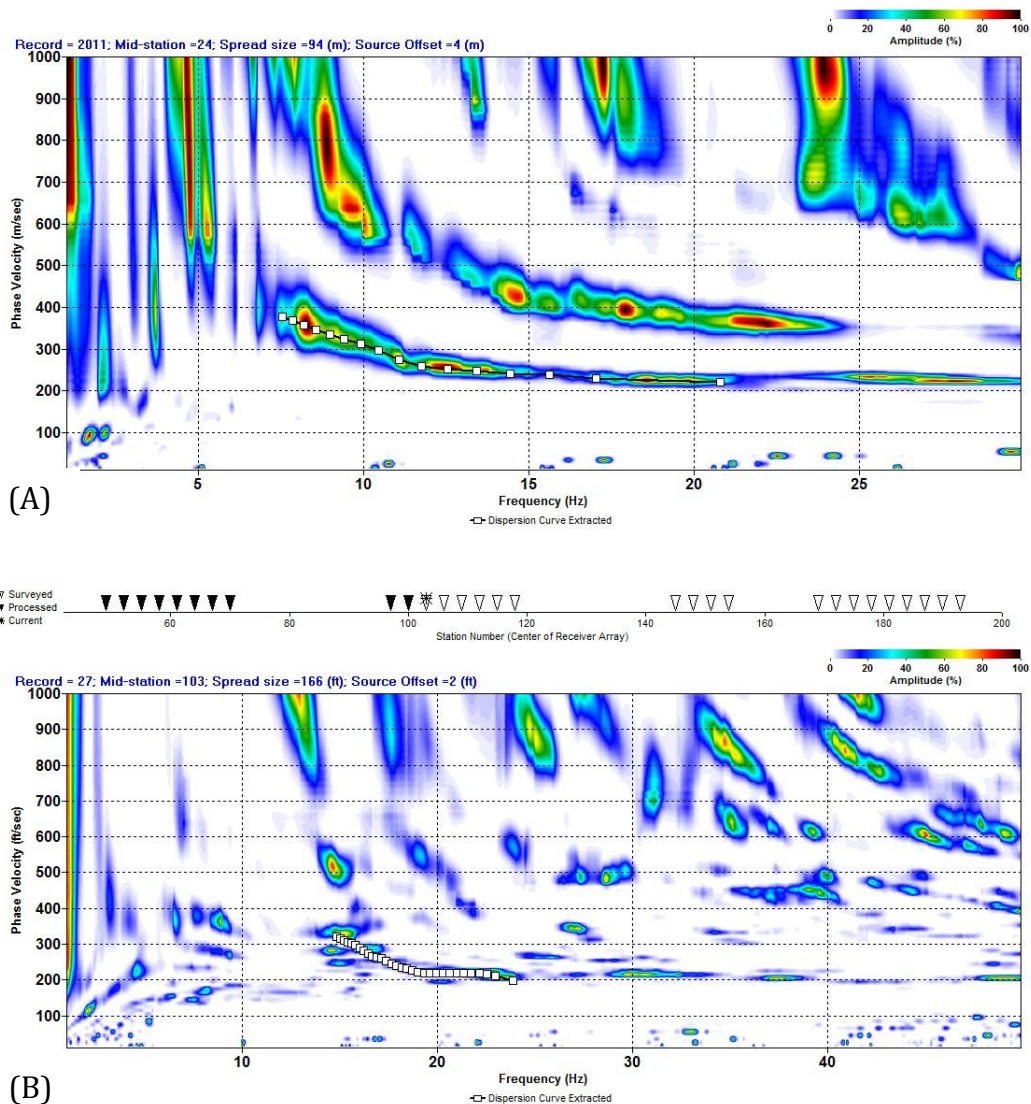 0 20 40 60 80 100
Amplitude (%)
Record = 2011; Mid-station =24; Spread size =94 (m); Source Offset =4 (m)
1000
900
800
700
600
500
400
300
200
100
Phase Velocity (m/sec)
5 10 15 20 25
Frequency (Hz)
Dispersion Curve Extracted
(A)
Surveyed
Processed
Current
60 80 100 120 140 160 180 200
Station Number (Center of Receiver Array)
0 20 40 60 80 100
Amplitude (%)
Record = 27; Mid-station =103; Spread size =166 (ft); Source Offset =2 (ft)
1000
900
800
700
600
500
400
300
200
100
Phase Velocity (ft/sec)
10 20 30 40
Frequency (Hz)
Dispersion Curve Extracted
(B)